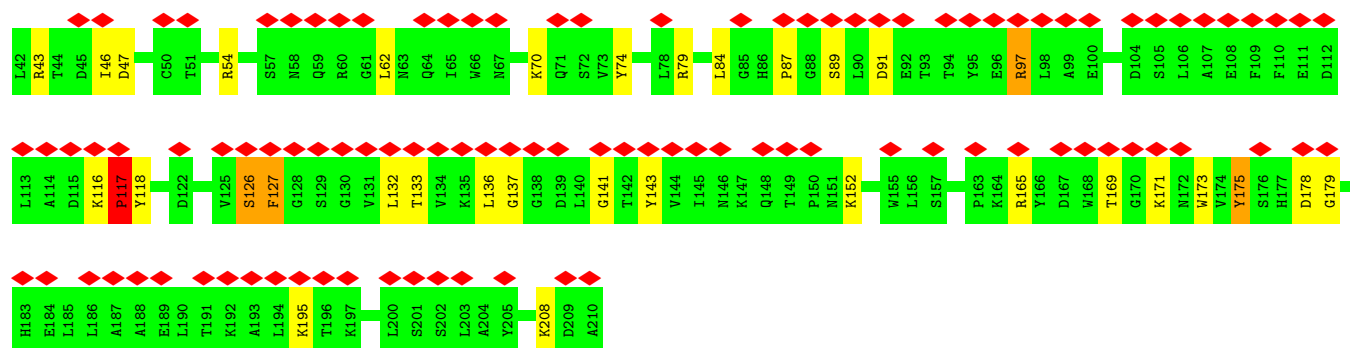 L42 R43 T44 D45 I46 D47 C50 T51 R54 S57 N58 Q59 R60 G61 L62 N63 Q64 I65 W66 N67 K70 Q71 S72 V73 Y74 L78 R79 L84 G85 H86 P87 G88 S89 L90 D91 E92 T93 T94 Y95 E96 R97 L98 A99 E100 D104 S105 L106 A107 E108 F109 F110 E111 D112
L113 A114 D115 K116 P117 Y118 D122 V125 S126 F127 G128 S129 G130 V131 L132 T133 V134 K135 L136 G137 G138 D139 L140 G141 T142 Y143 V144 I145 N146 K147 Q148 T149 P150 N151 K152 W155 L156 S157 P163 K164 R165 Y166 D167 W168 T169 G170 K171 N172 W173 V174 Y175 S176 H177 D178 G179
H183 E184 L185 L186 A187 A188 E189 L190 T191 K192 A193 L194 K195 T196 K197 L200 S201 S202 L203 A204 Y205 K208 D209 A210